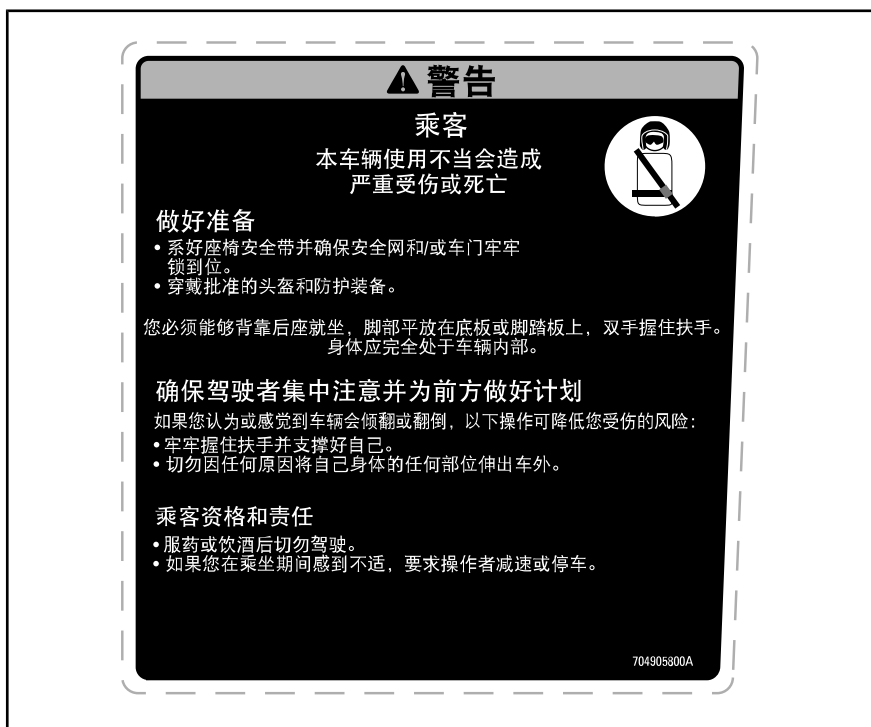 警告
乘客
本车辆使用不当会造成
严重受伤或死亡
做好准备
• 系好座椅安全带并确保安全网和/或车门牢牢
锁到位。
• 穿戴批准的头盔和防护装备。
您必须能够背靠后座就坐，脚部平放在底板或脚踏板上，双手握住扶手。
身体应完全处于车辆内部。
确保驾驶者集中注意并为前方做好计划
如果您认为或感觉到车辆会倾翻或翻倒，以下操作可降低您受伤的风险：
• 牢牢握住扶手并支撑好自己。
• 切勿因任何原因将自己身体的任何部位伸出车外。
乘客资格和责任
• 服药或饮酒后切勿驾驶。
• 如果您在乘坐期间感到不适，要求操作者减速或停车。
704905800A